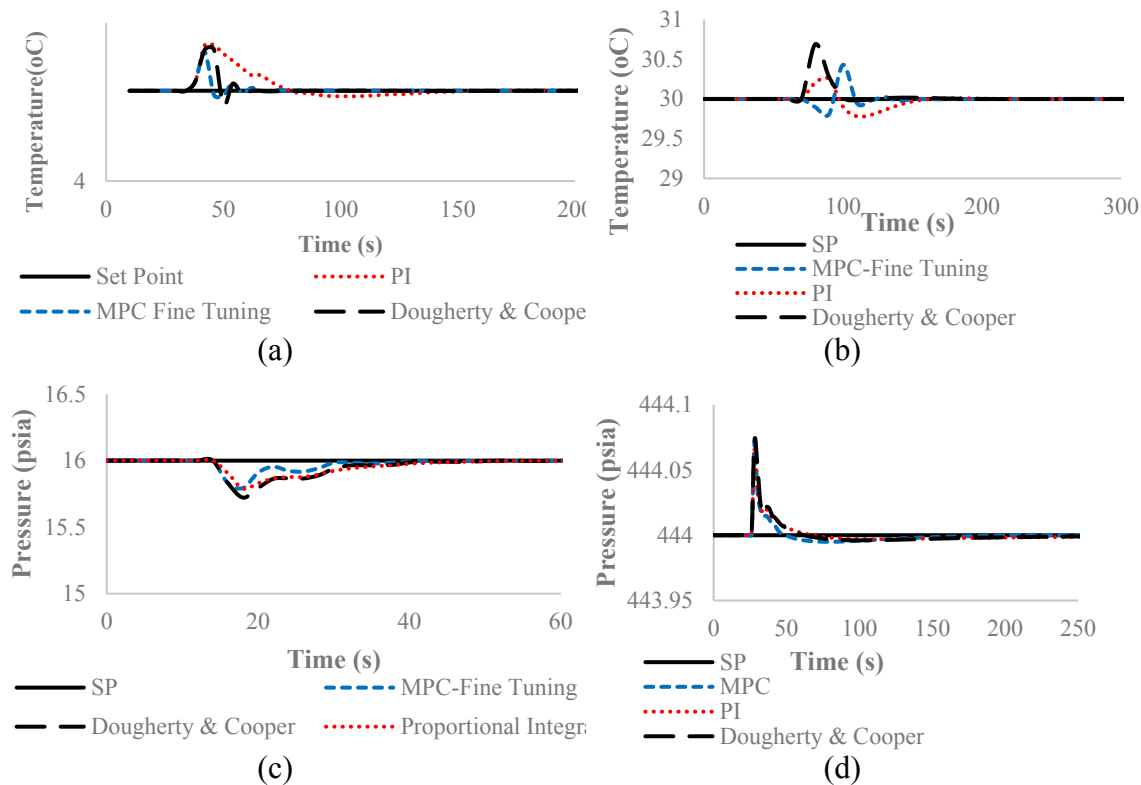 Temperature(oC)
4
0
50
100
150
200
Time (s)
Set Point
PI
MPC Fine Tuning
Dougherty & Coope
(a)
Temperature (oC)
31
30.5
30
29.5
29
0
100
200
300
Time (s)
SP
MPC-Fine Tuning
PI
Dougherty & Cooper
(b)
Pressure (psia)
16.5
16
15.5
15
0
20
40
60
Time (s)
SP
MPC-Fine Tuning
Dougherty & Cooper
Proportional Integra
(c)
Pressure (psia)
444.1
444.05
444
443.95
0
50
100
150
200
250
Time (s)
SP
MPC
PI
Dougherty & Cooper
(d)